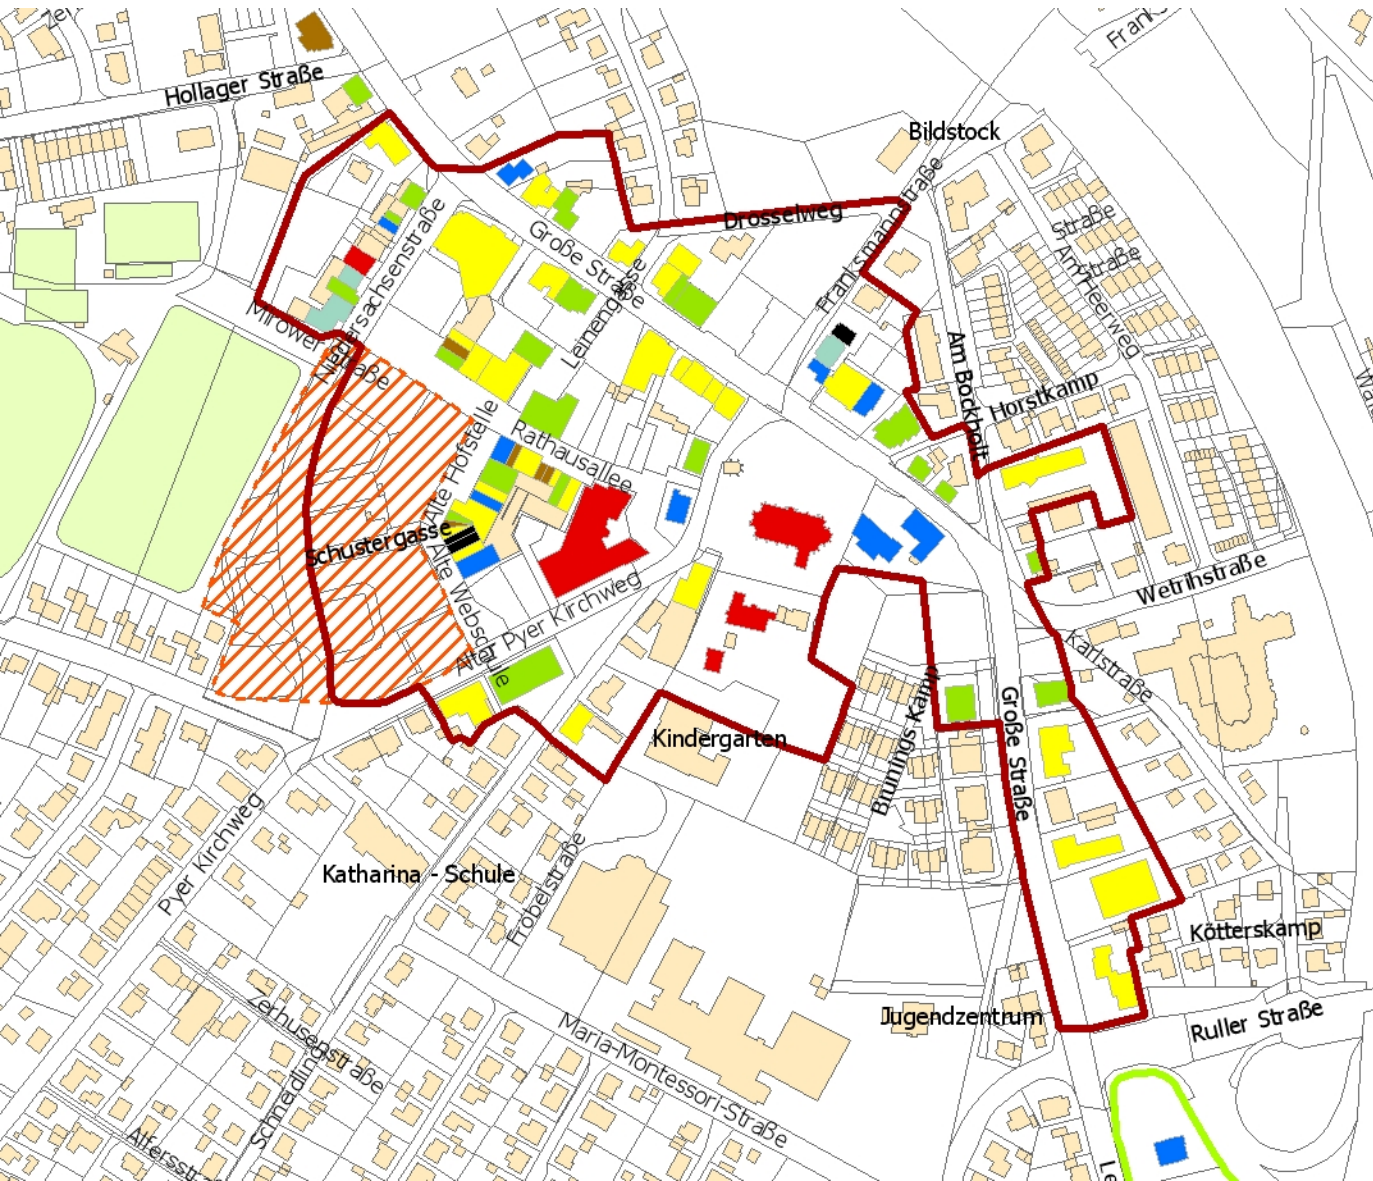 Hollager Straße
Bildstock
Drosselweg
Franksmannstraße
Große Straße
Straße
Straße
Am Heerweg
Niedersachsenstraße
Mirower Straße
Leinengasse
Am Bockholt
Horstkamp
Rathausallee
Alte Hofstelle
Schustergasse
Alte Webschule
Alter Pyer Kirchweg
Wetrihstraße
Karlstraße
Kindergarten
Brünings Kamp
Große Straße
Pyer Kirchweg
Katharina - Schule
Fröbelstraße
Kötterskamp
Jugendzentrum
Ruller Straße
Zerhusenstraße
Maria-Montessori-Straße